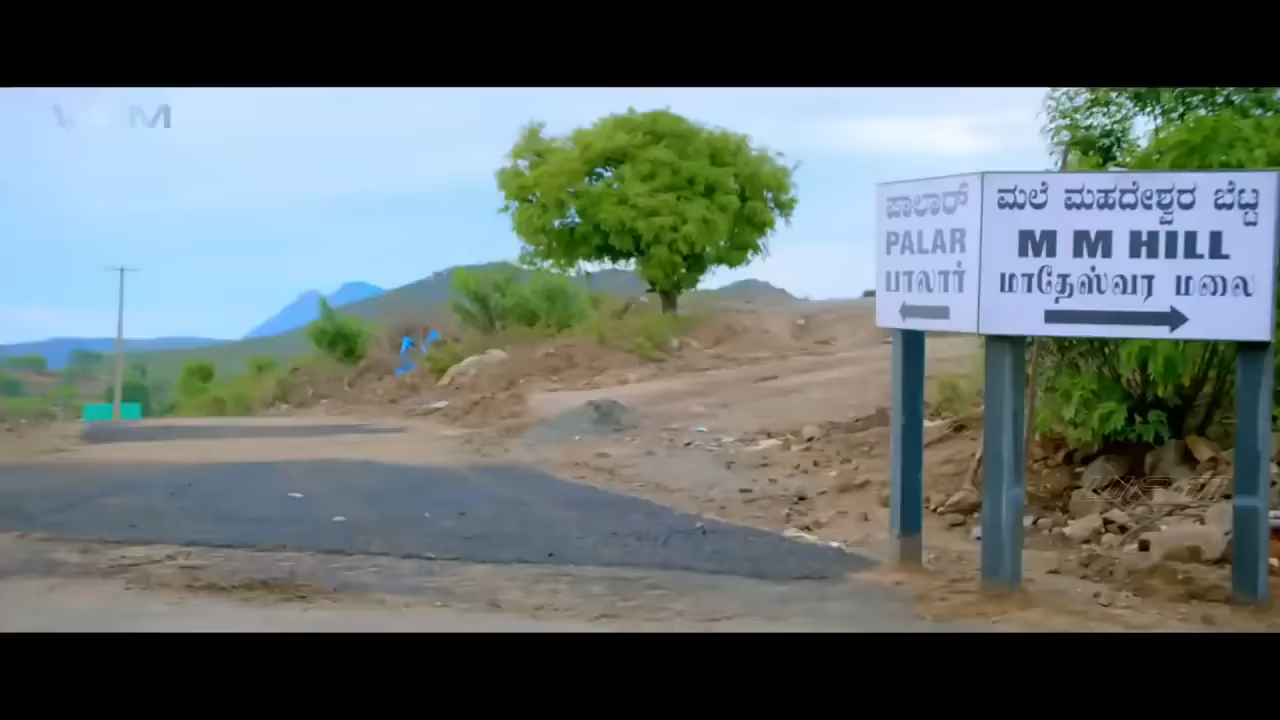 ಪಾಲಾರ್
PALAR
பாலார்
ಮಲೆ ಮಹದೇಶ್ವರ ಬೆಟ್ಟ
M M HILL
மாதேஸ்வர மலை